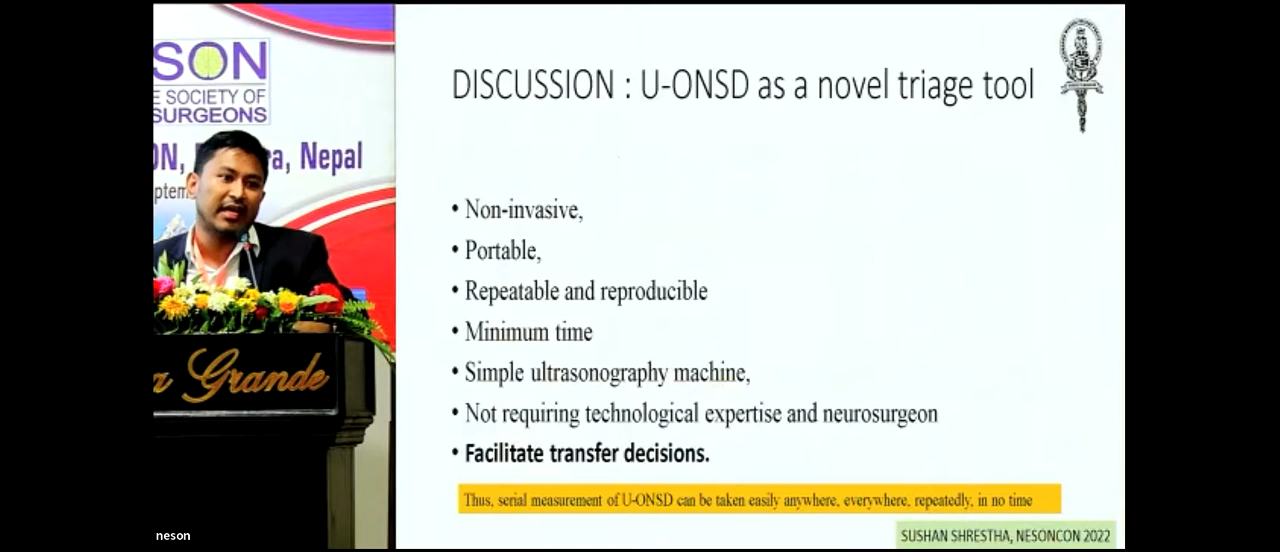 SON
E SOCIETY OF
SURGEONS
ON, a, Nepal
ptem
a Grande
neson
DISCUSSION : U-ONSD as a novel triage tool
• Non-invasive,
• Portable,
• Repeatable and reproducible
• Minimum time
• Simple ultrasonography machine,
• Not requiring technological expertise and neurosurgeon
• Facilitate transfer decisions.
Thus, serial measurement of U-ONSD can be taken easily anywhere, everywhere, repeatedly, in no time
SUSHAN SHRESTHA, NESONCON 2022